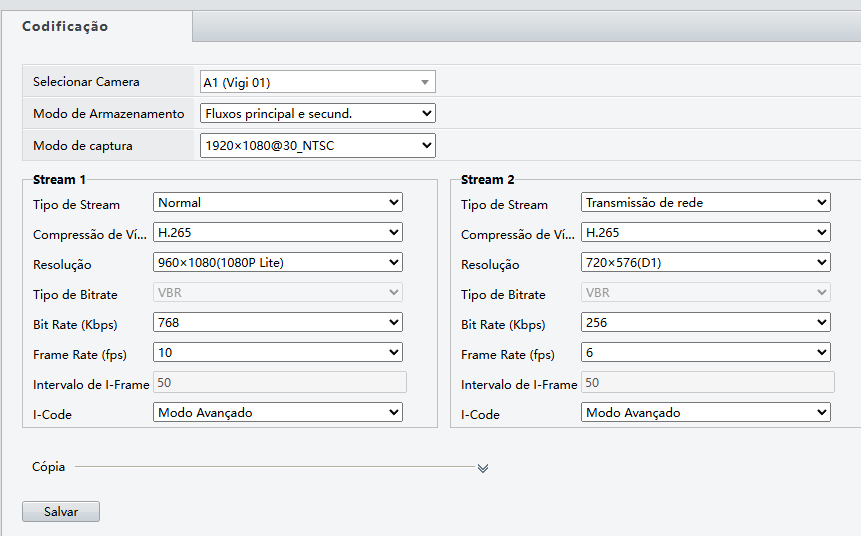 Codificação
Selecionar Camera A1 (Vigi 01)
Modo de Armazenamento Fluxos principal e secund.
Modo de captura 1920×1080@30_NTSC
Stream 1
Tipo de Stream Normal
Compressão de Ví... H.265
Resolução 960×1080(1080P Lite)
Tipo de Bitrate VBR
Bit Rate (Kbps) 768
Frame Rate (fps) 10
Intervalo de I-Frame 50
I-Code Modo Avançado
Stream 2
Tipo de Stream Transmissão de rede
Compressão de Ví... H.265
Resolução 720×576(D1)
Tipo de Bitrate VBR
Bit Rate (Kbps) 256
Frame Rate (fps) 6
Intervalo de I-Frame 50
I-Code Modo Avançado
Cópia
Salvar